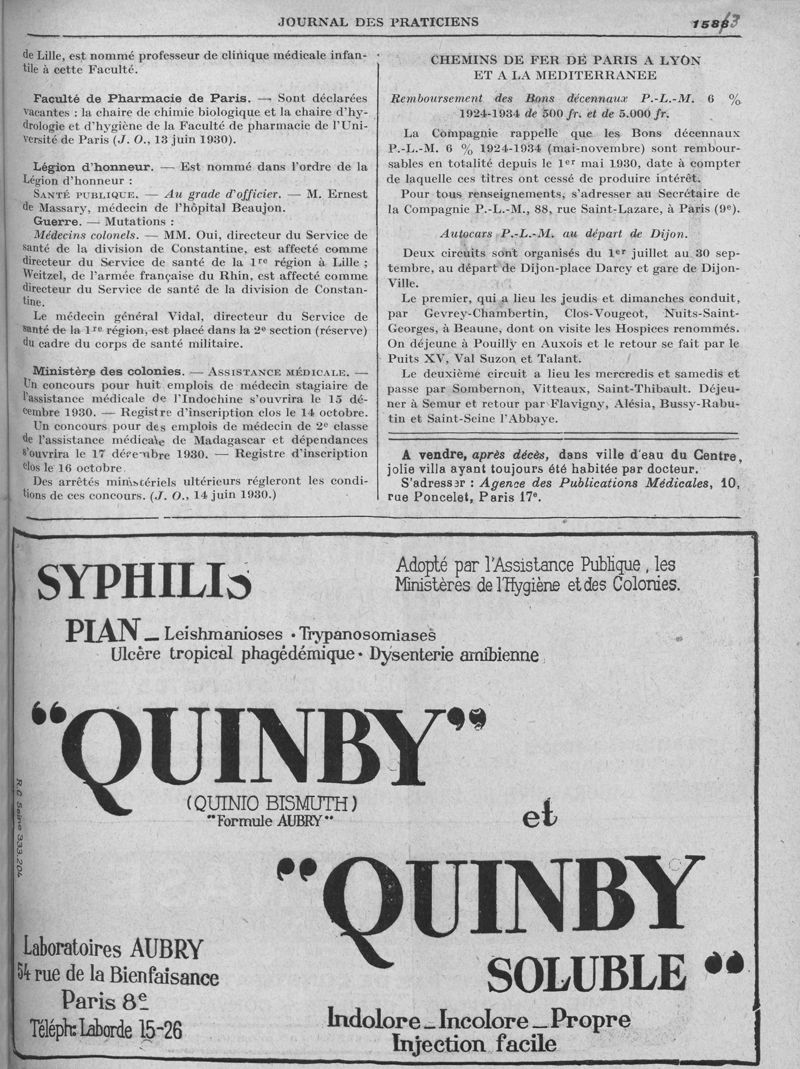 JOURNAL DES PRATICIENS
de Lille, est nommé professeur de clinique médicale infan-
tile à cette Faculté.
Faculté de Pharmacie de Paris. — Sont déclarées
vacantes : la chaire de chimie biologique et la chaire d'hy-
drologie et d'hygiène de la Faculté de pharmacie de l'Uni-
versité de Paris (J. O., 13 juin 1930).
Légion d'honneur. — Est nommé dans l'ordre de la
Légion d'honneur :
SANTÉ PUBLIQUE. — Au grade d'officier. — M. Ernest
de Massary, médecin de l'hôpital Beaujon.
Guerre. — Mutations :
Médecins colonels. — MM. Oui, directeur du Service de
santé de la division de Constantine, est affecté comme
directeur du Service de santé de la 1re région à Lille ;
Weitzel, de l'armée française du Rhin, est affecté comme
directeur du Service de santé de la division de Constan-
tine.
Le médecin général Vidal, directeur du Service de
santé de la 1re région, est placé dans la 2e section (réserve)
du cadre du corps de santé militaire.
Ministère des colonies. — ASSISTANCE MÉDICALE. —
Un concours pour huit emplois de médecin stagiaire de
l'assistance médicale de l'Indochine s'ouvrira le 15 dé-
cembre 1930. — Registre d'inscription clos le 14 octobre.
Un concours pour des emplois de médecin de 2e classe
de l'assistance médicale de Madagascar et dépendances
s'ouvrira le 17 décembre 1930. — Registre d'inscription
clos le 16 octobre
Des arrêtés ministériels ultérieurs régleront les condi-
tions de ces concours. (J. O., 14 juin 1930.)
CHEMINS DE FER DE PARIS A LYON
ET A LA MEDITERRANEE
Remboursement des Bons décennaux P.-L.-M. 6 %
1924-1934 de 500 fr. et de 5.000 fr.
La Compagnie rappelle que les Bons décennaux
P.-L.-M. 6 % 1924-1934 (mai-novembre) sont rembour-
sables en totalité depuis le 1er mai 1930, date à compter
de laquelle ces titres ont cessé de produire intérêt.
Pour tous renseignements, s'adresser au Secrétaire de
la Compagnie P.-L.-M., 88, rue Saint-Lazare, à Paris (9e).
Autocars P.-L.-M. au départ de Dijon.
Deux circuits sont organisés du 1er juillet au 30 sep-
tembre, au départ de Dijon-place Darcy et gare de Dijon-
Ville.
Le premier, qui a lieu les jeudis et dimanches conduit,
par Gevrey-Chambertin, Clos-Vougeot, Nuits-Saint-
Georges, à Beaune, dont on visite les Hospices renommés.
On déjeune à Pouilly en Auxois et le retour se fait par le
Puits XV, Val Suzon et Talant.
Le deuxième circuit a lieu les mercredis et samedis et
passe par Sombernon, Vitteaux, Saint-Thibault. Déjeu-
ner à Semur et retour par Flavigny, Alésia, Bussy-Rabu-
tin et Saint-Seine l'Abbaye.
A vendre, après décès, dans ville d'eau du Centre,
jolie villa ayant toujours été habitée par docteur.
S'adresser : Agence des Publications Médicales, 10,
rue Poncelet, Paris 17e.
SYPHILIS
Adopté par l'Assistance Publique, les
Ministères de l'Hygiène et des Colonies.
PIAN — Leishmanioses • Trypanosomiases
Ulcère tropical phagédémique • Dysenterie amibienne
"QUINBY"
(QUINIO BISMUTH)
"Formule AUBRY"
et
"QUINBY
SOLUBLE"
R.C. Seine 333.204
Laboratoires AUBRY
54 rue de la Bienfaisance
Paris 8e
Téléph: Laborde 15-26
Indolore — Incolore — Propre
Injection facile